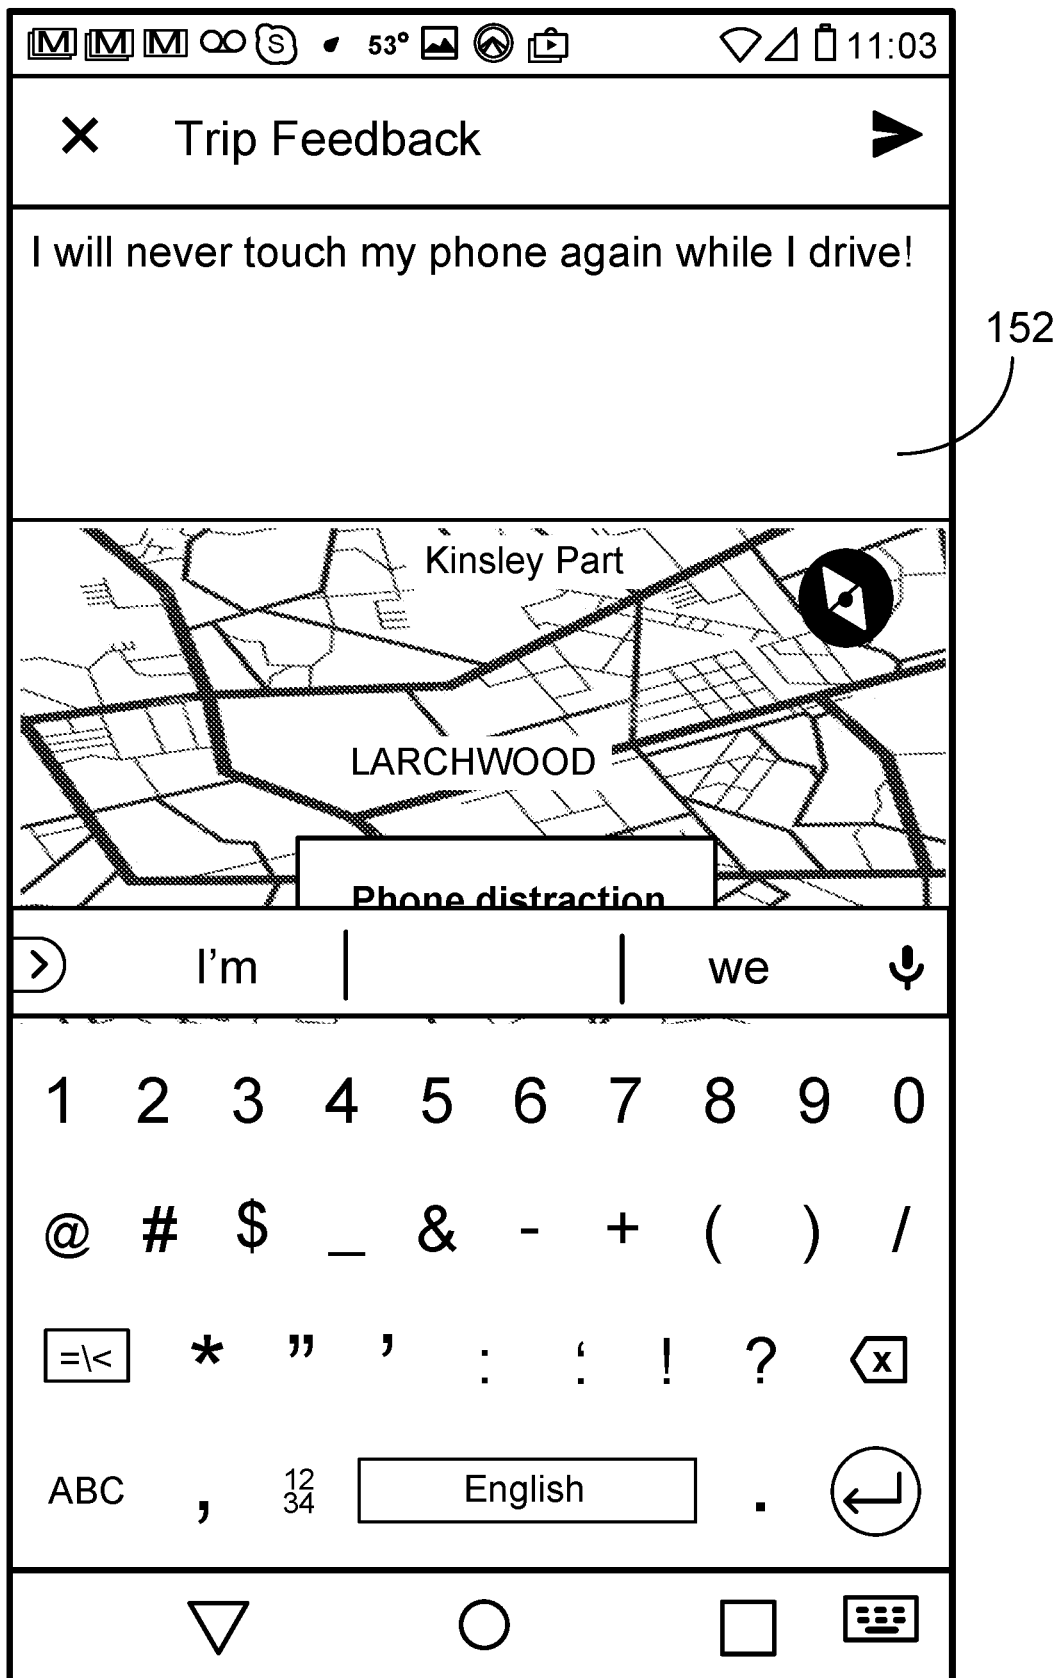 M M M S 53° 11:03
Trip Feedback
I will never touch my phone again while I drive!
152
Kinsley Part
LARCHWOOD
Phone distraction
I’m we
1 2 3 4 5 6 7 8 9 0
@ # $ _ & - + ( ) /
=\< * ” ’ : ‘ ! ? x
ABC , 12 34 English .